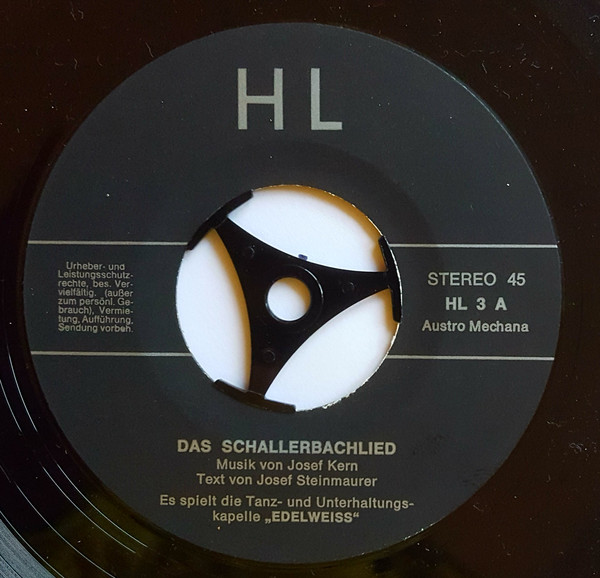 HL
Urheber- und
Leistungsschutz-
rechte, bes. Ver-
vielfältig. (außer
zum persönl. Ge-
brauch), Vermie-
tung, Aufführung,
Sendung vorbeh.
STEREO 45
HL 3 A
Austro Mechana
DAS SCHALLERBACHLIED
Musik von Josef Kern
Text von Josef Steinmaurer
Es spielt die Tanz- und Unterhaltungs-
kapelle „EDELWEISS“